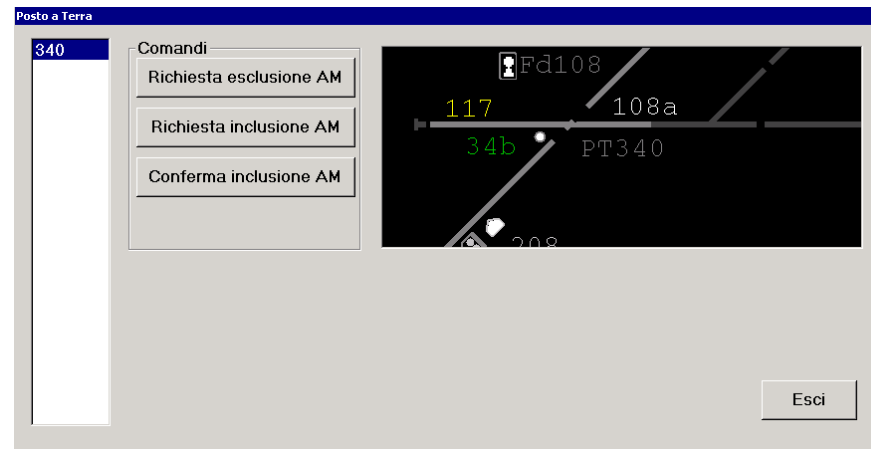 Posto a Terra
340
Comandi
Richiesta esclusione AM
Richiesta inclusione AM
Conferma inclusione AM
Fd108
117
108a
34b
PT340
208
Esci